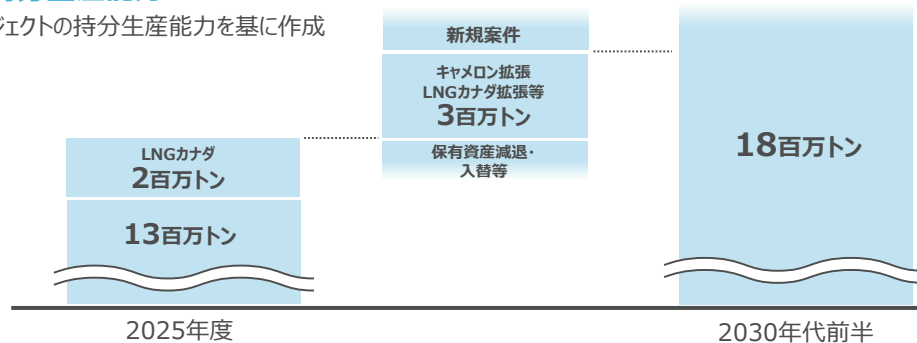 ジェクトの持分生産能力を基に作成
新規案件
キャメロン拡張
LNGカナダ拡張等
3百万トン
保有資産減退・
入替等
LNGカナダ
2百万トン
13百万トン
18百万トン
2025年度
2030年代前半